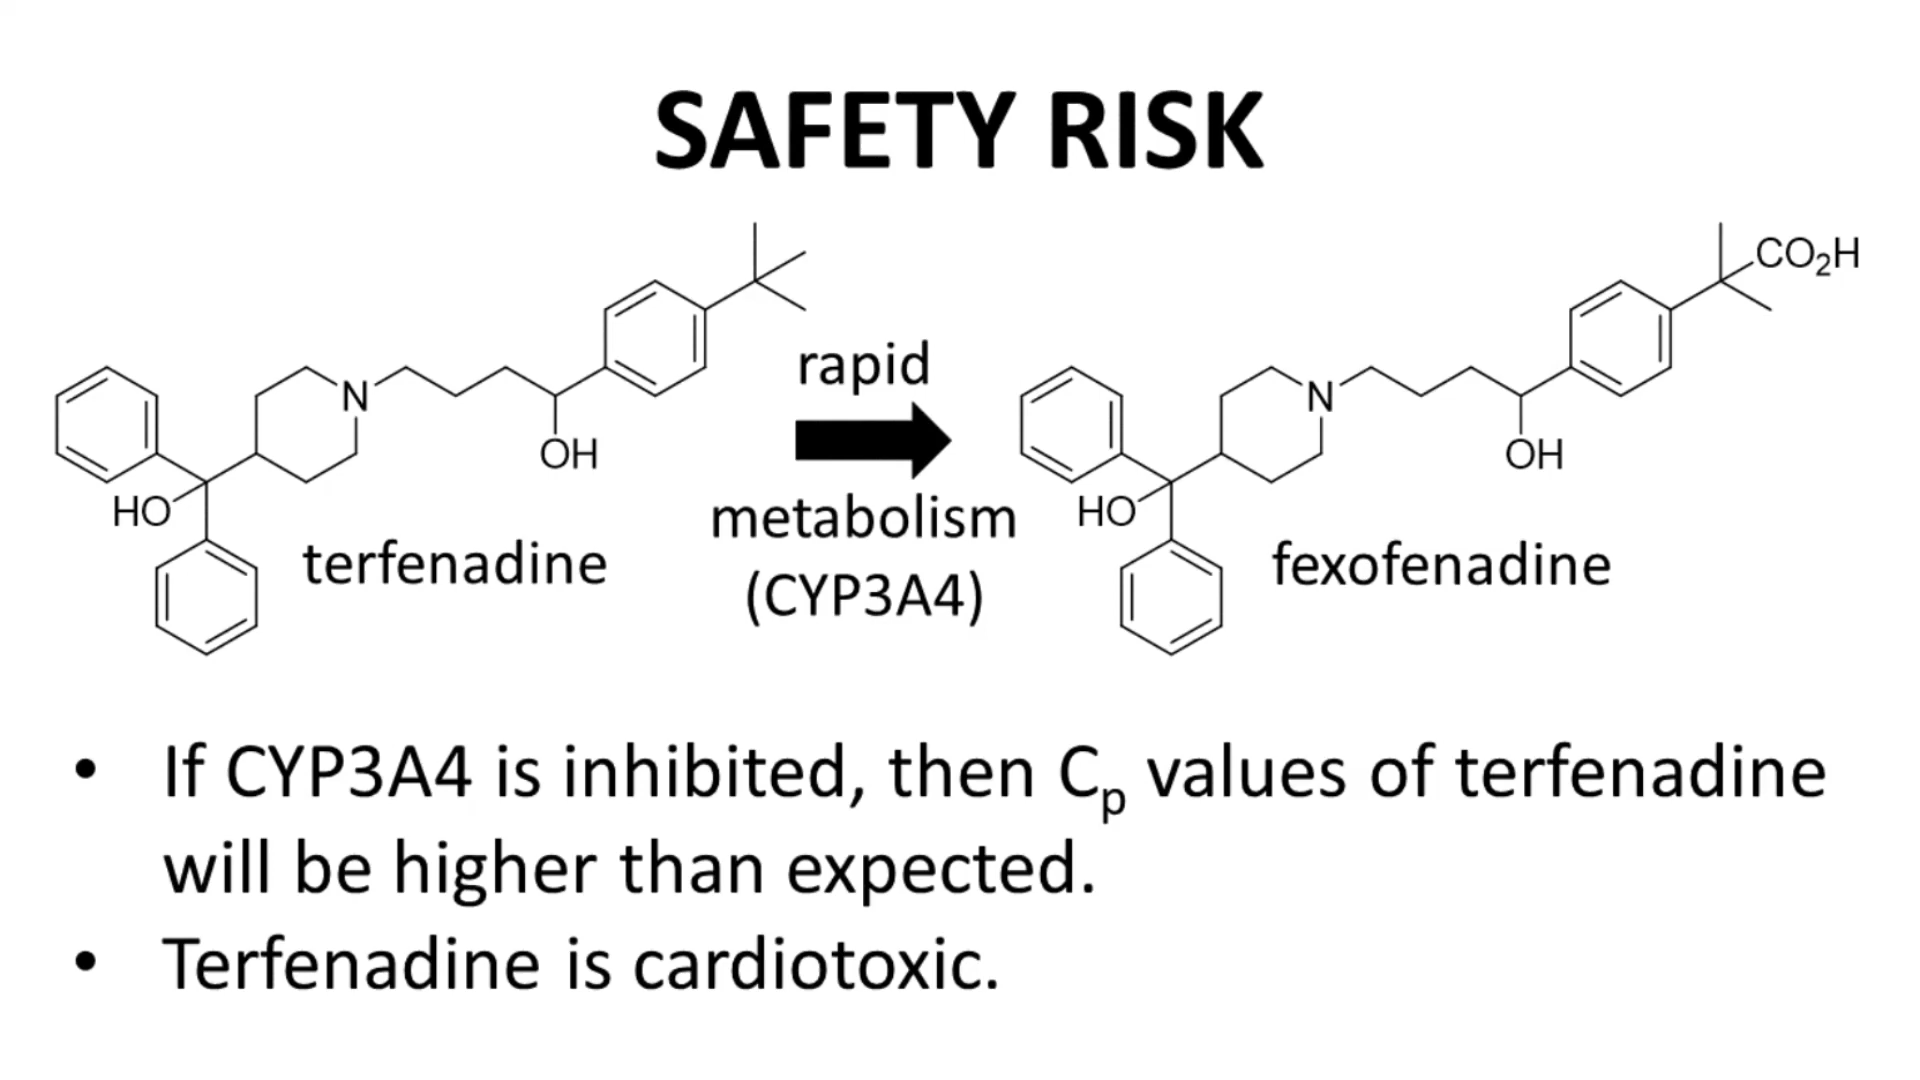 SAFETY RISK
N
OH
HO
terfenadine
rapid
metabolism
(CYP3A4)
CO₂H
N
OH
HO
fexofenadine
• If CYP3A4 is inhibited, then Cₚ values of terfenadine
will be higher than expected.
• Terfenadine is cardiotoxic.